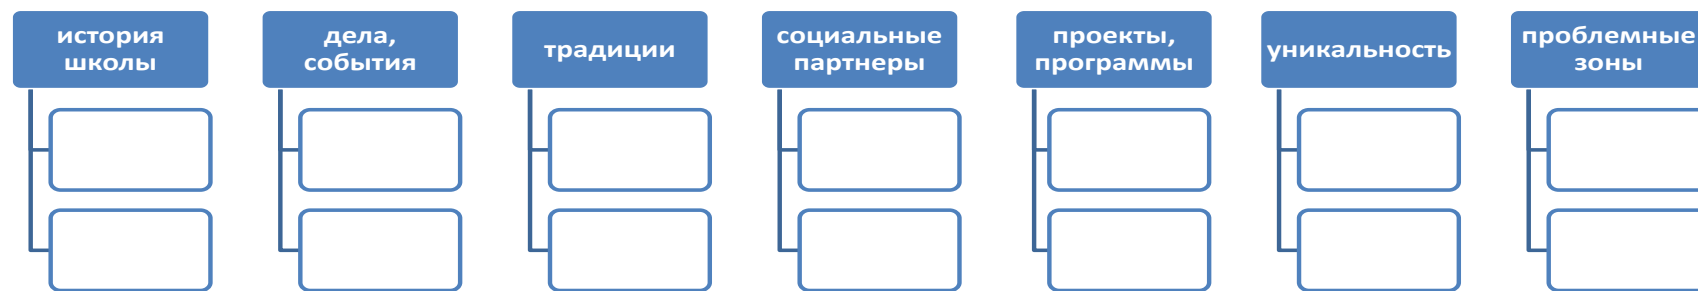 история
школы
дела,
события
традиции
социальные
партнеры
проекты,
программы
уникальность
проблемные
зоны